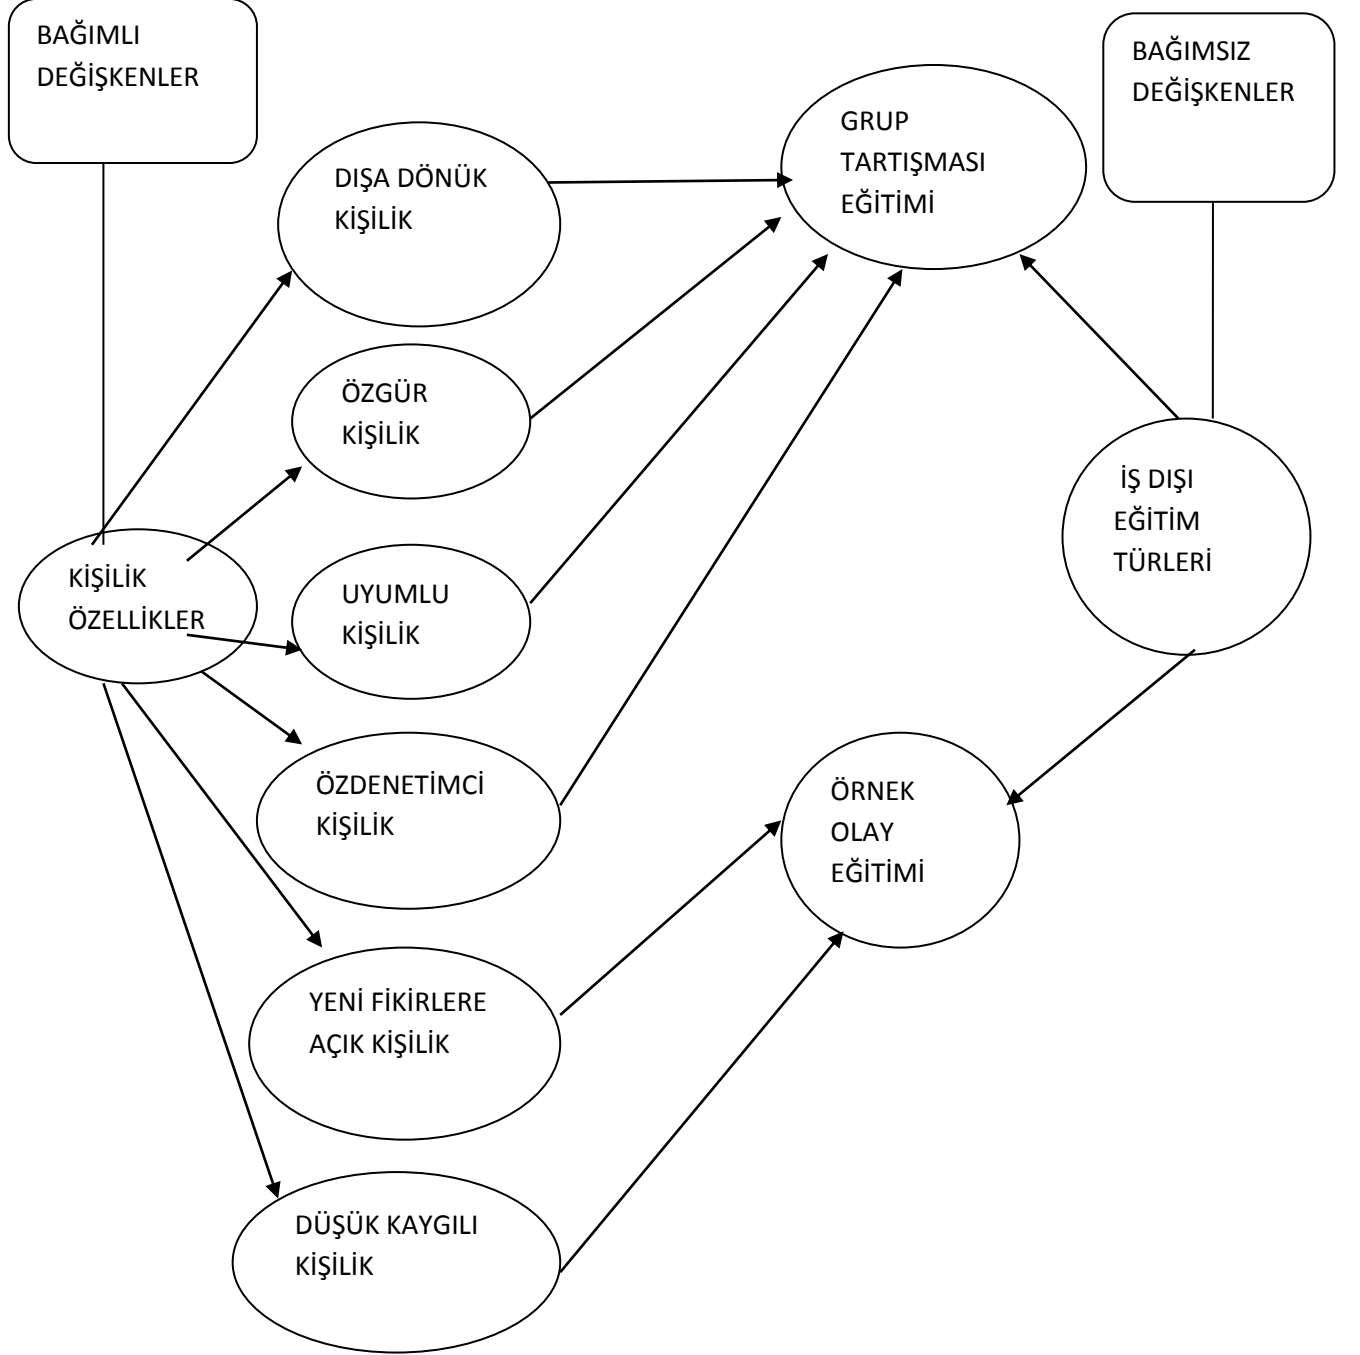 BAĞIMLI
DEĞİŞKENLER
BAĞIMSIZ
DEĞİŞKENLER
GRUP
TARTIŞMASI
EĞİTİMİ
DIŞA DÖNÜK
KİŞİLİK
ÖZGÜR
KİŞİLİK
İŞ DIŞI
EĞİTİM
TÜRLERİ
KİŞİLİK
ÖZELLİKLER
UYUMLU
KİŞİLİK
ÖZDENETİMCİ
KİŞİLİK
ÖRNEK
OLAY
EĞİTİMİ
YENİ FİKİRLERE
AÇIK KİŞİLİK
DÜŞÜK KAYGILI
KİŞİLİK